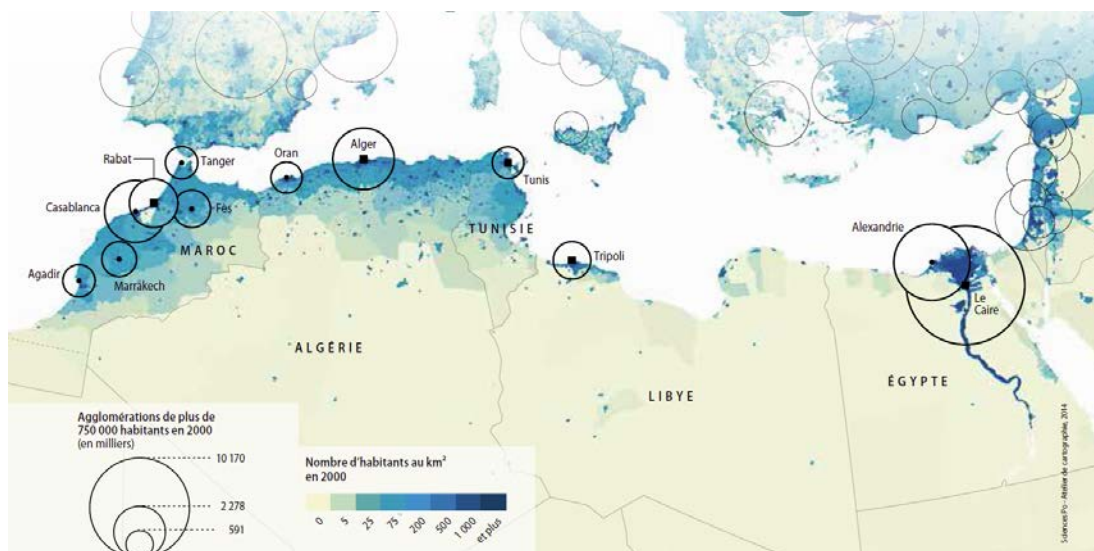 Tanger
Rabat
Oran
Alger
Tunis
Casablanca
Fès
MAROC
TUNISIE
Agadir
Marrakech
Tripoli
Alexandrie
Le
Caire
ALGÉRIE
LIBYE
ÉGYPTE
Agglomérations de plus de
750 000 habitants en 2000
(en milliers)
10 170
2 278
591
Nombre d'habitants au km²
en 2000
0
5
25
75
200
500
1 000
et plus
Sciences Po - Atelier de cartographie, 2014